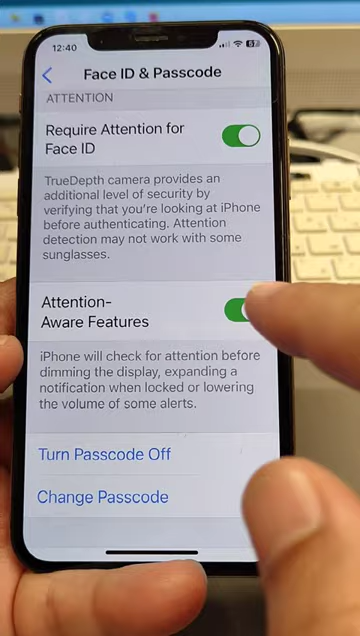 12:40
57
Face ID & Passcode
ATTENTION
Require Attention for
Face ID
TrueDepth camera provides an
additional level of security by
verifying that you're looking at iPhone
before authenticating. Attention
detection may not work with some
sunglasses.
Attention-
Aware Features
iPhone will check for attention before
dimming the display, expanding a
notification when locked or lowering
the volume of some alerts.
Turn Passcode Off
Change Passcode